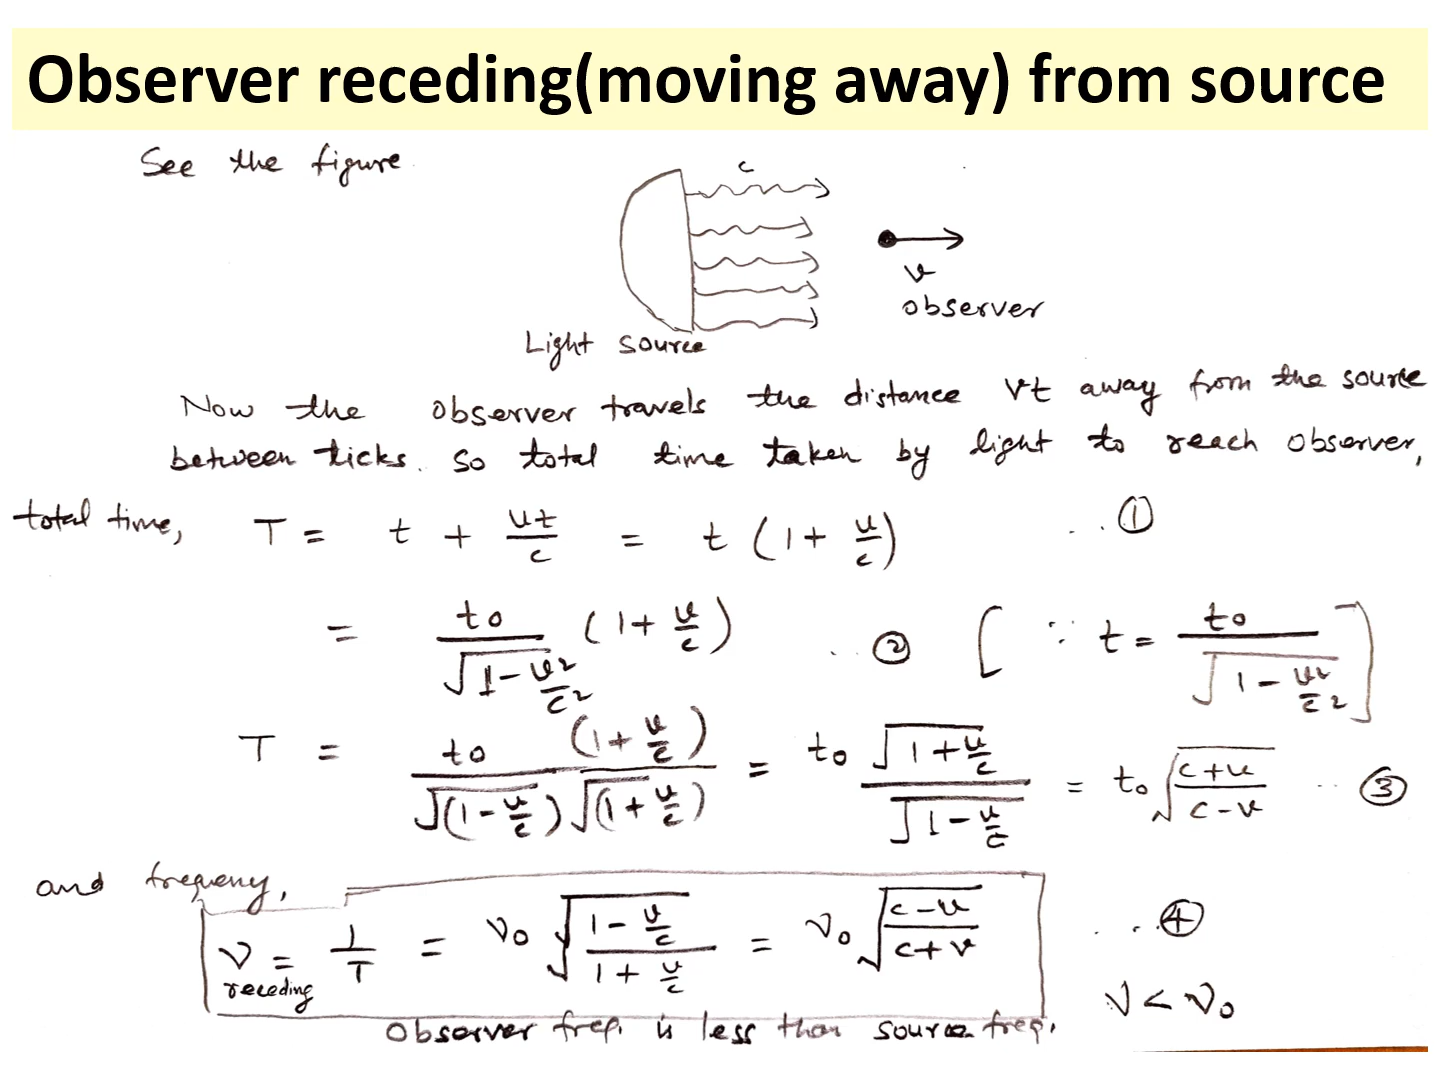 Observer receding(moving away) from source
See the figure
c
v
observer
Light source
Now the observer travels the distance vt away from the source
between ticks. So total time taken by light to reach observer,
total time, T = t + vt/c = t (1 + v/c) ...①
= t₀/√(1-v²/c²) (1 + v/c) ...② [∵ t = t₀/√(1-v²/c²)]
T = t₀ (1 + v/c)/√(1-v/c) √(1+v/c) = t₀ √(1+v/c)/√(1-v/c) = t₀ √((c+v)/(c-v)) ...③
and frequeny,
ν receding = 1/T = ν₀ √((1-v/c)/(1+v/c)) = ν₀ √((c-v)/(c+v)) ...④
ν < ν₀
Observer freq. is less than source freq.